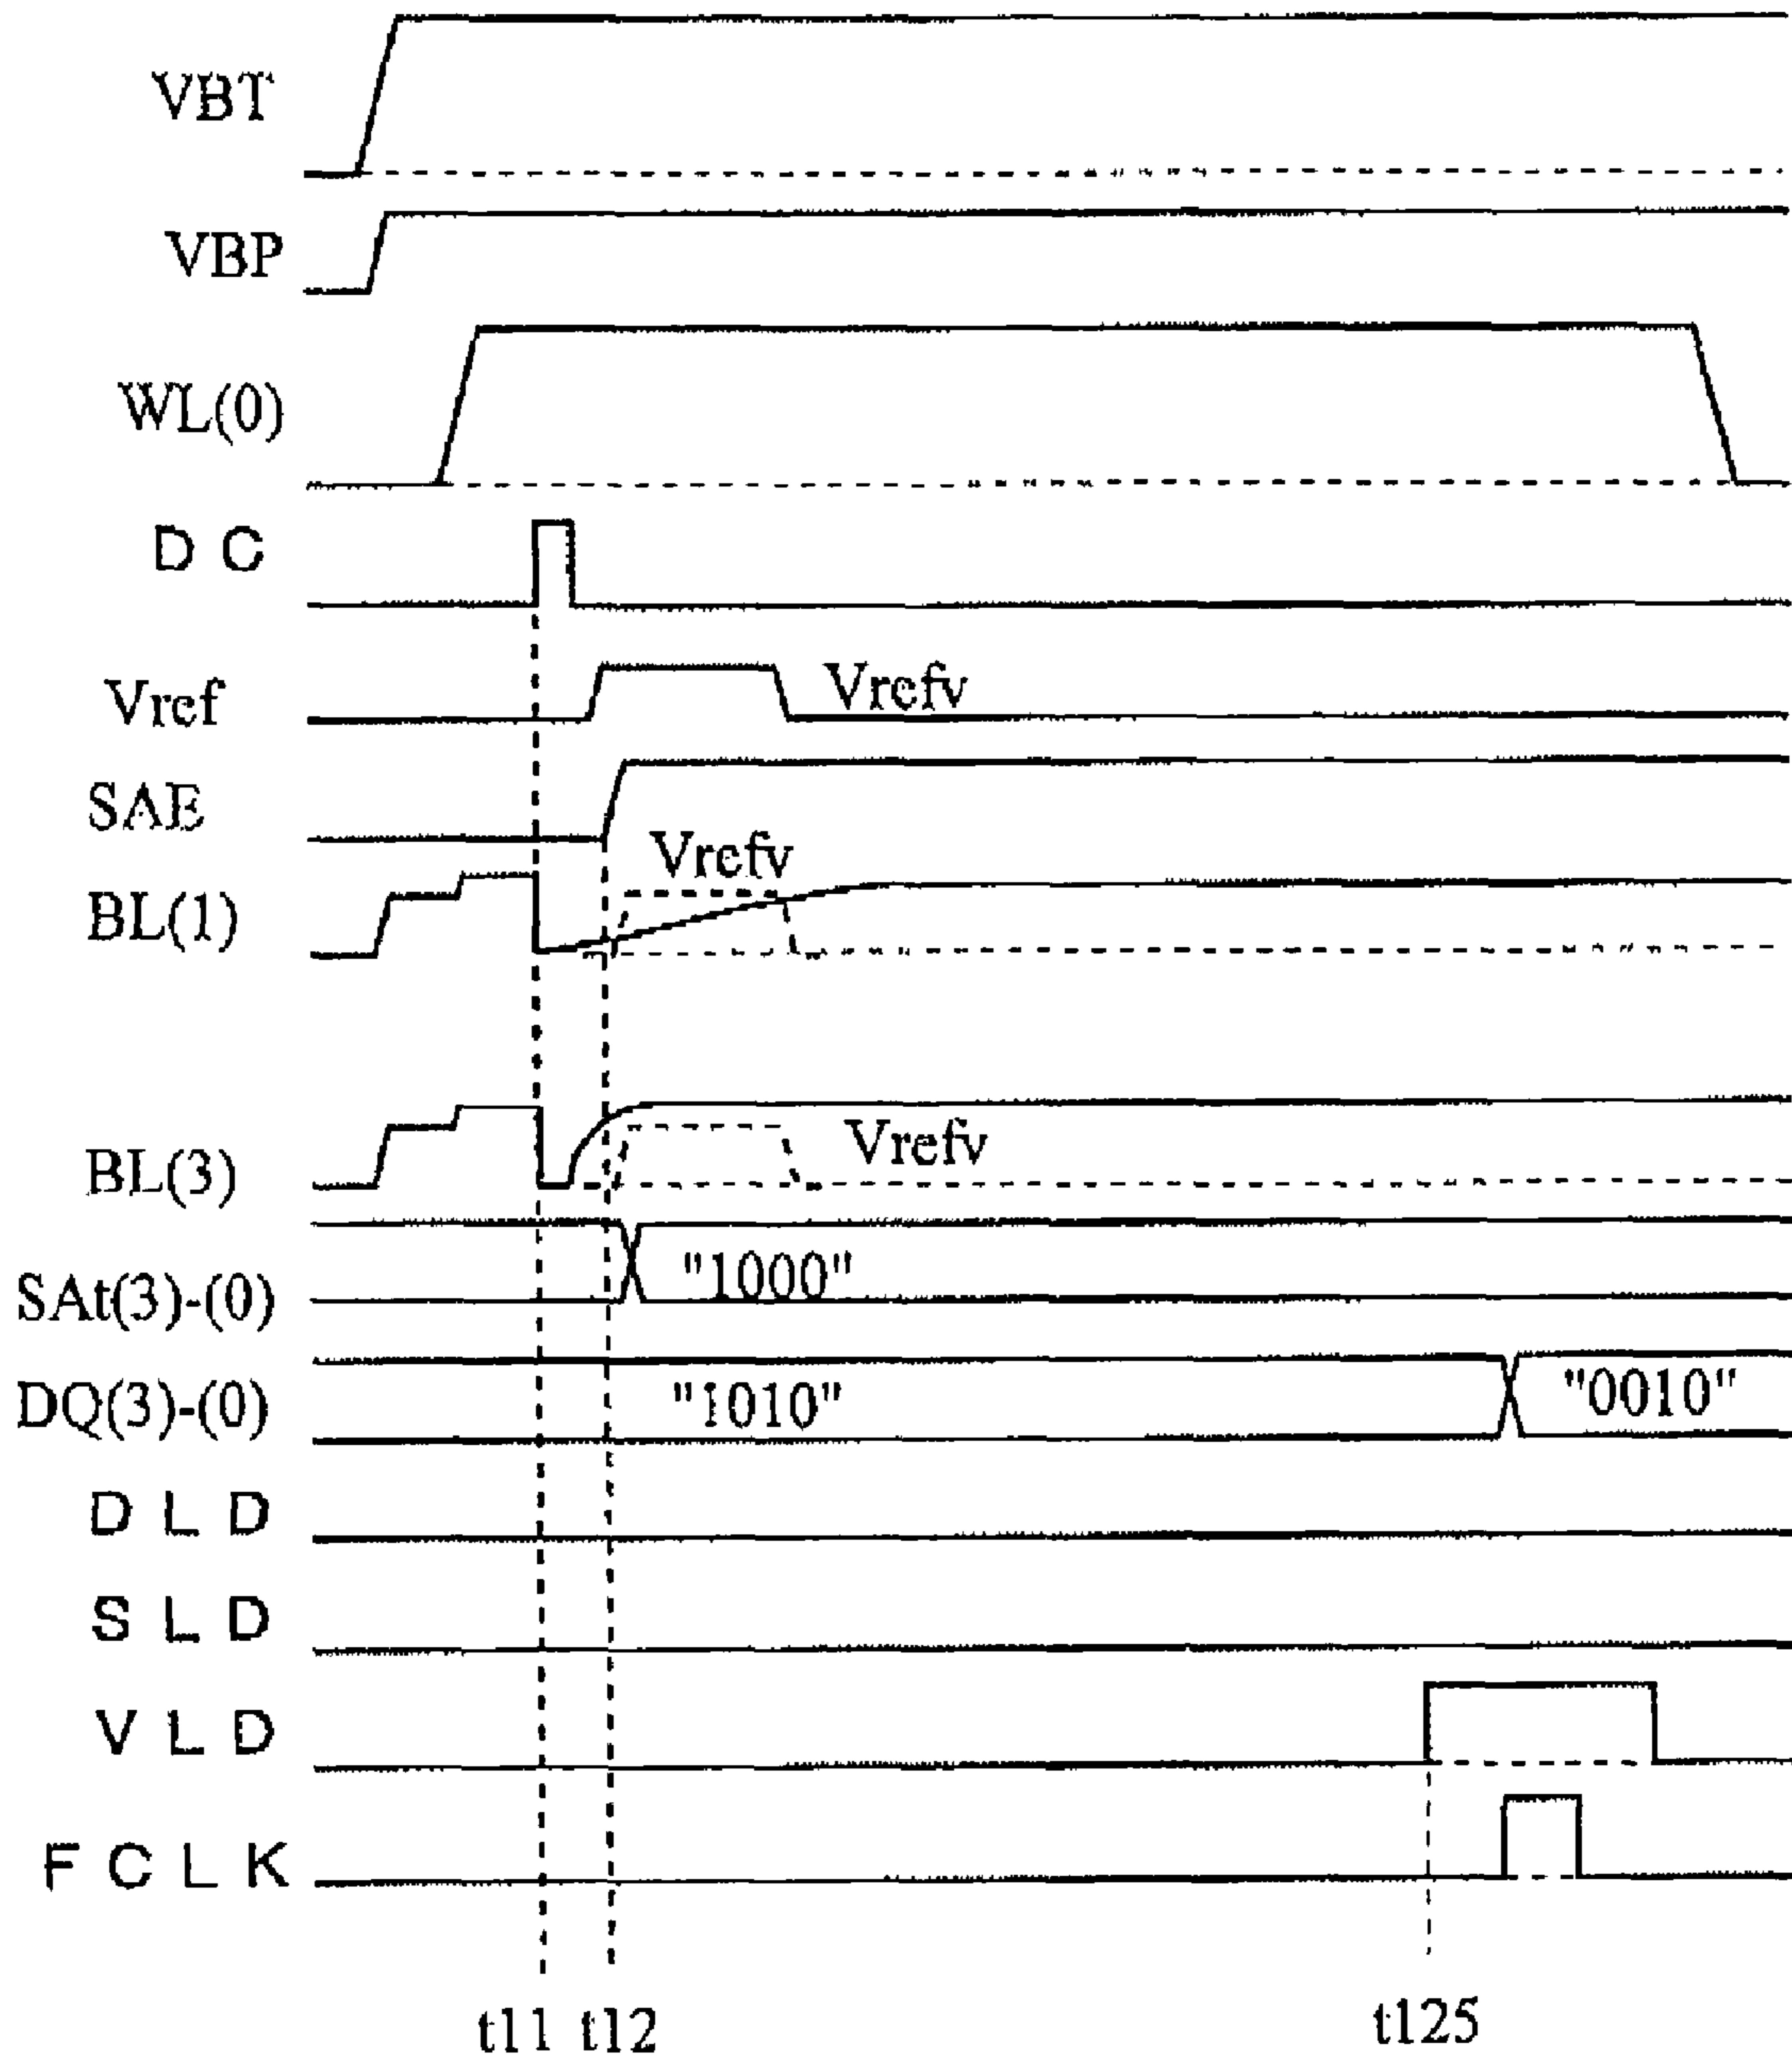 VBT
VBP
WL(0)
D C
Vref Vrefv
SAE
Vrefv
BL(1)
BL(3) Vrefv
SAt(3)-(0) "1000"
DQ(3)-(0) "1010" "0010"
D L D
S L D
V L D
F C L K
t11 t12 t125